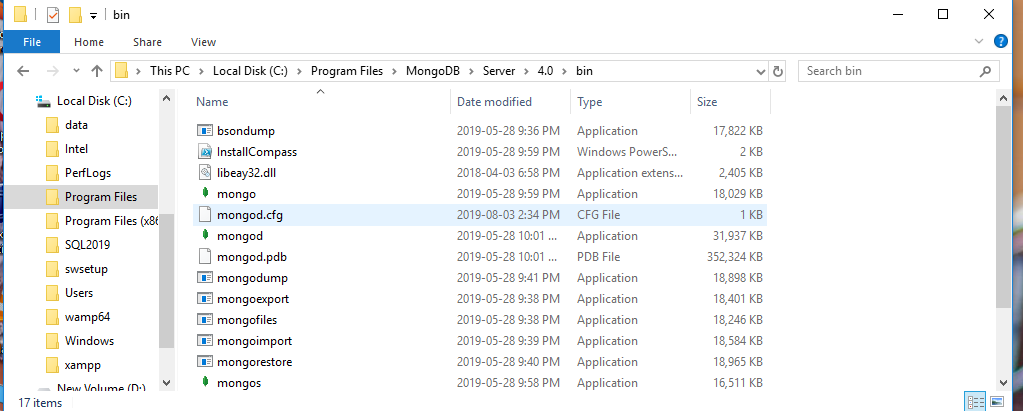 bin
File Home Share View
This PC Local Disk (C:) Program Files MongoDB Server 4.0 bin Search bin
Local Disk (C:)
data
Intel
PerfLogs
Program Files
Program Files (x86
SQL2019
swsetup
Users
wamp64
Windows
xampp
New Volume (D:)
Name Date modified Type Size
bsondump 2019-05-28 9:36 PM Application 17,822 KB
InstallCompass 2019-05-28 9:59 PM Windows PowerS... 2 KB
libeay32.dll 2018-04-03 6:58 PM Application extens... 2,405 KB
mongo 2019-05-28 9:59 PM Application 18,029 KB
mongod.cfg 2019-08-03 2:34 PM CFG File 1 KB
mongod 2019-05-28 10:01 ... Application 31,937 KB
mongod.pdb 2019-05-28 10:01 ... PDB File 352,324 KB
mongodump 2019-05-28 9:41 PM Application 18,898 KB
mongoexport 2019-05-28 9:38 PM Application 18,401 KB
mongofiles 2019-05-28 9:38 PM Application 18,246 KB
mongoimport 2019-05-28 9:39 PM Application 18,584 KB
mongorestore 2019-05-28 9:40 PM Application 18,965 KB
mongos 2019-05-28 9:58 PM Application 16,511 KB
17 items